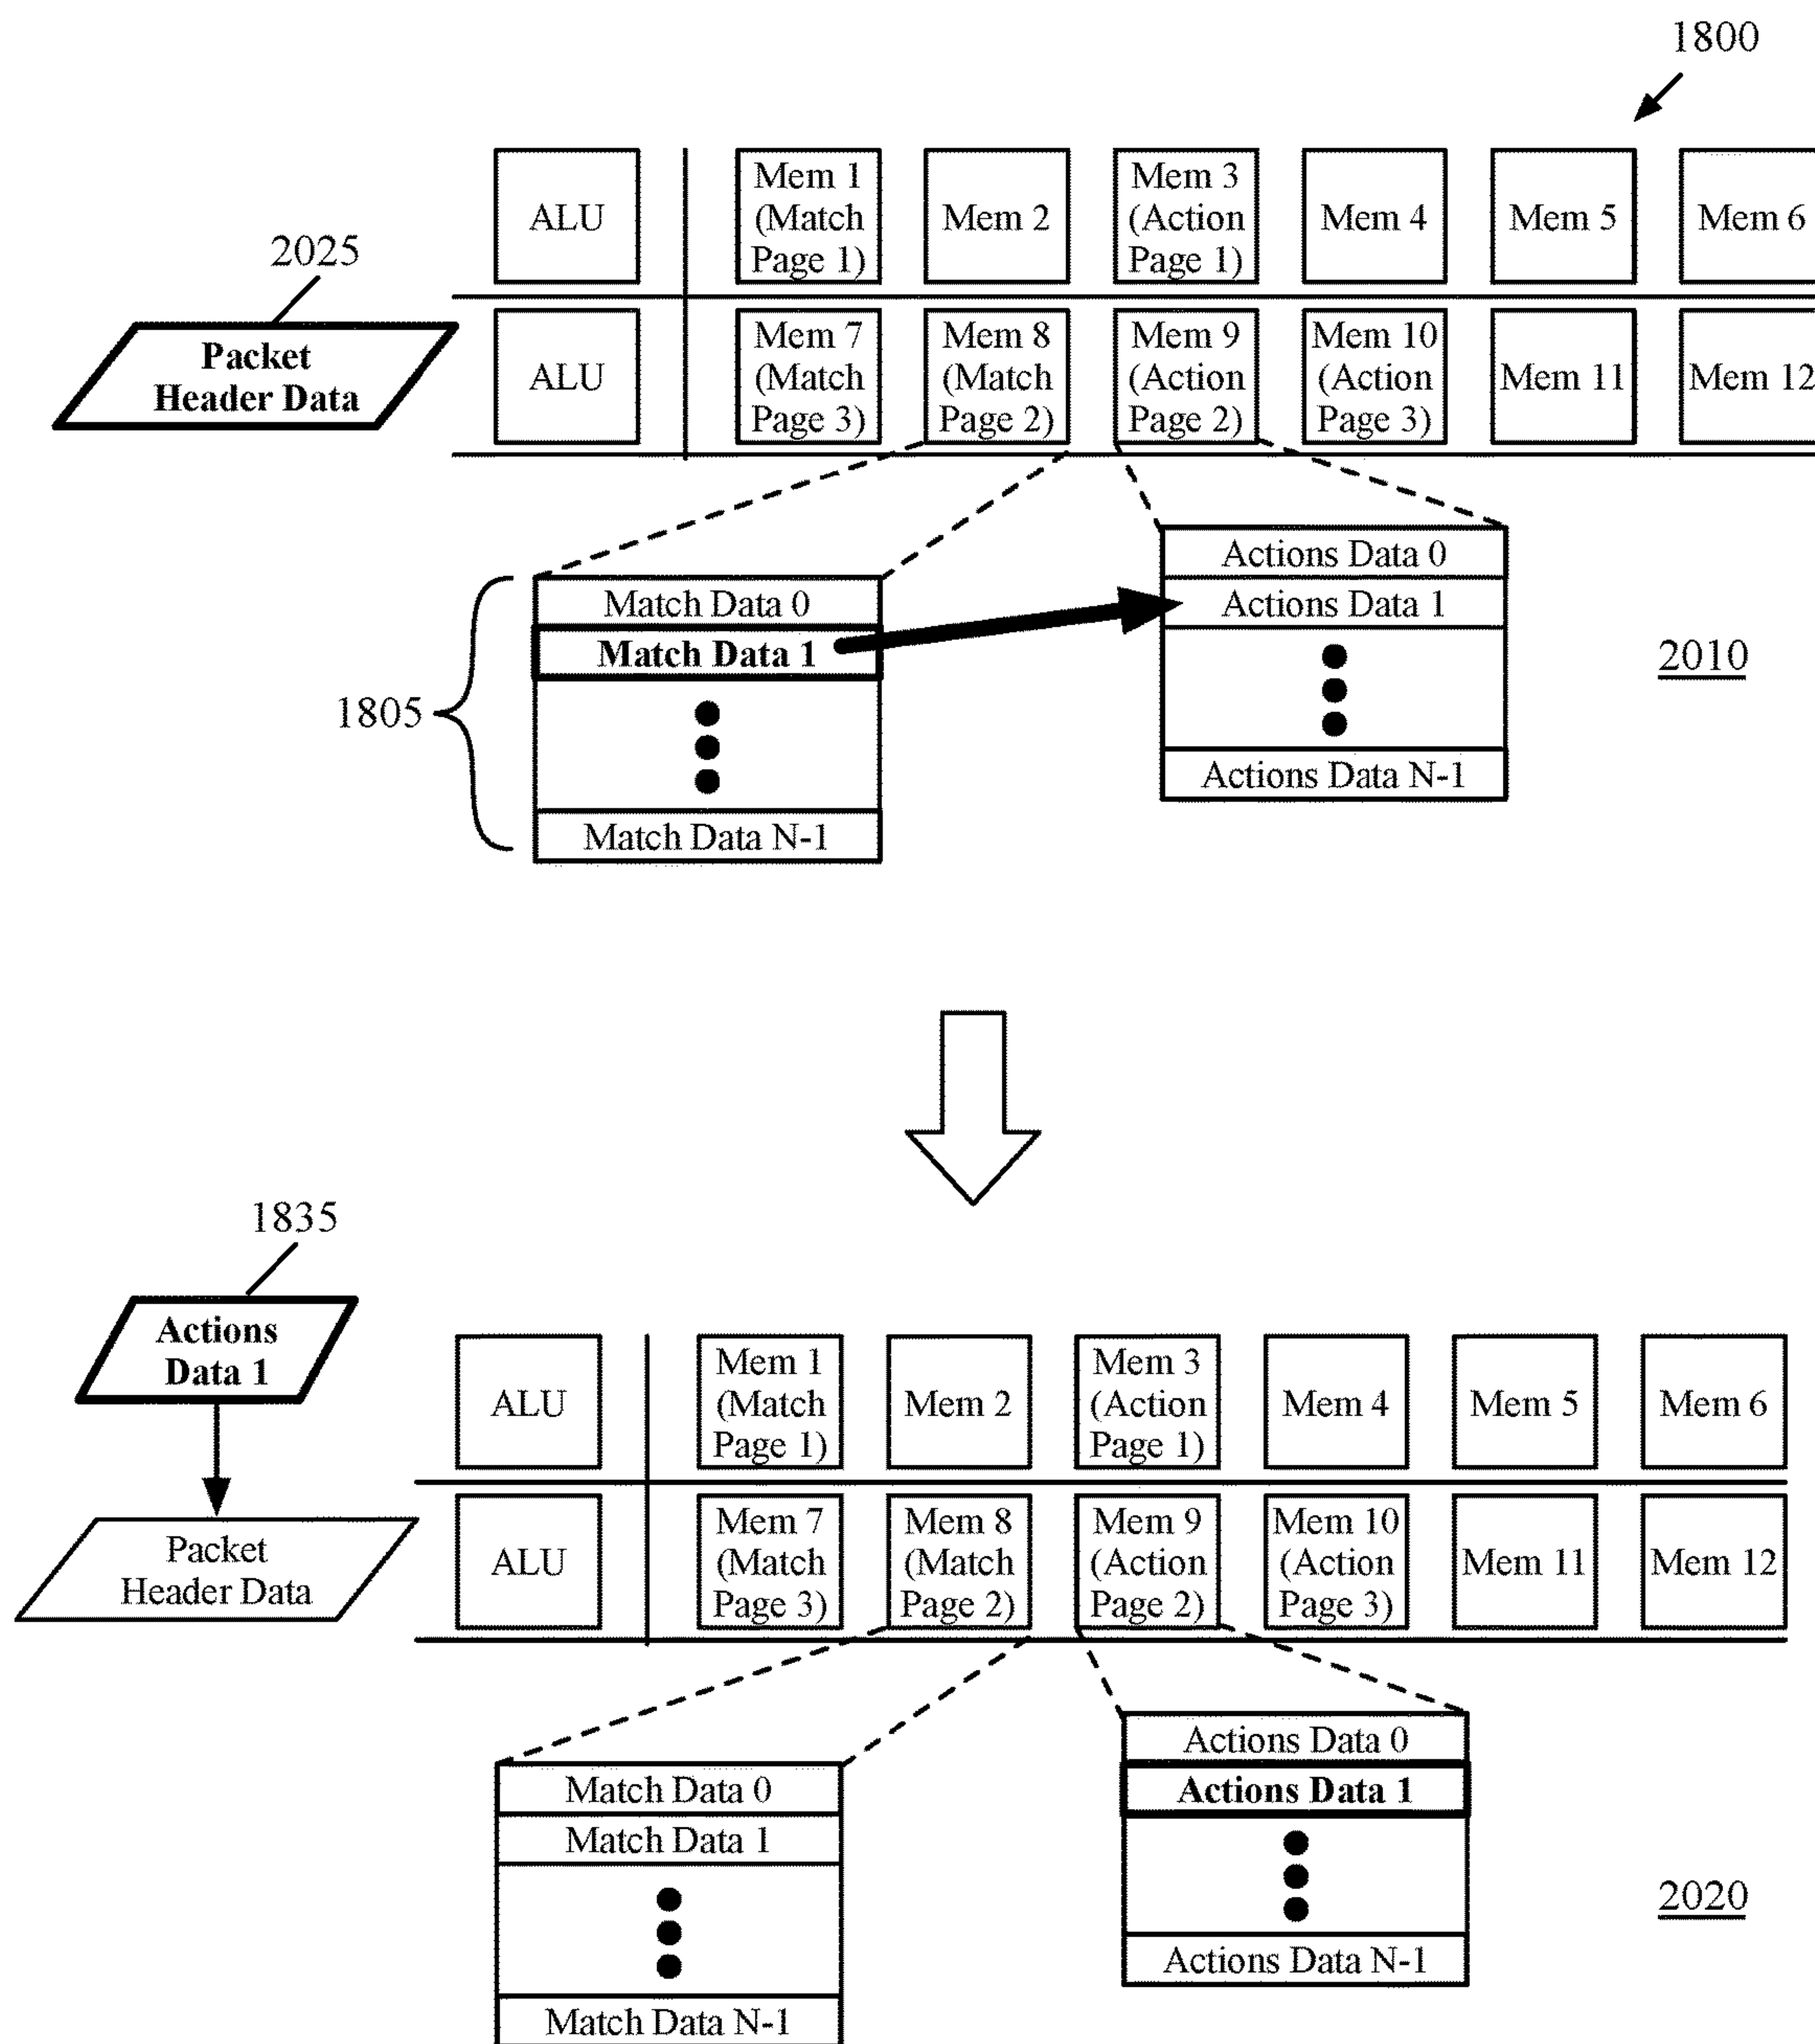 1800
ALU
Mem 1
(Match
Page 1)
Mem 2
Mem 3
(Action
Page 1)
Mem 4
Mem 5
Mem 6
2025
Packet
Header Data
ALU
Mem 7
(Match
Page 3)
Mem 8
(Match
Page 2)
Mem 9
(Action
Page 2)
Mem 10
(Action
Page 3)
Mem 11
Mem 12
1805
Match Data 0
Match Data 1
Match Data N-1
Actions Data 0
Actions Data 1
Actions Data N-1
2010
1835
Actions
Data 1
Packet
Header Data
ALU
Mem 1
(Match
Page 1)
Mem 2
Mem 3
(Action
Page 1)
Mem 4
Mem 5
Mem 6
ALU
Mem 7
(Match
Page 3)
Mem 8
(Match
Page 2)
Mem 9
(Action
Page 2)
Mem 10
(Action
Page 3)
Mem 11
Mem 12
Match Data 0
Match Data 1
Match Data N-1
Actions Data 0
Actions Data 1
Actions Data N-1
2020